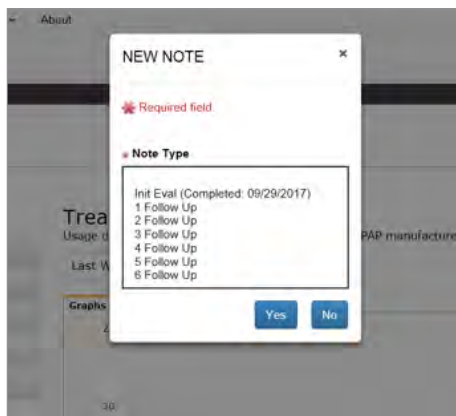 About
NEW NOTE ×
* Required field
* Note Type
Init Eval (Completed: 09/29/2017)
1 Follow Up
2 Follow Up
3 Follow Up
4 Follow Up
5 Follow Up
6 Follow Up
Trea
Usage d PAP manufacture
Last W
Graphs
Yes No